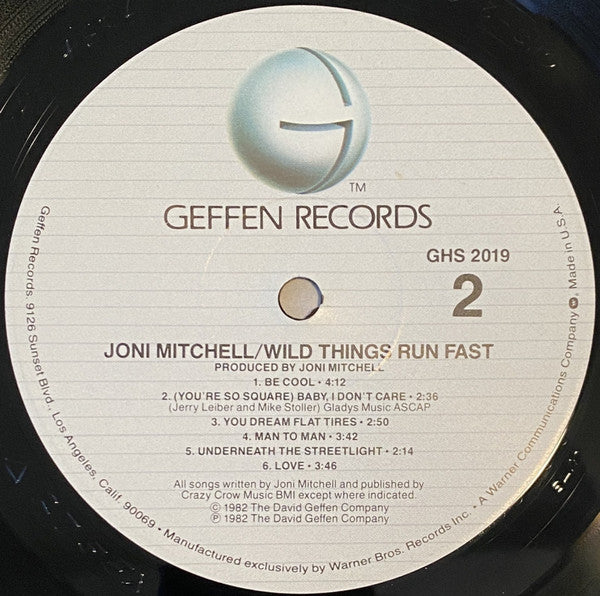 TM
GEFFEN RECORDS
GHS 2019
2
JONI MITCHELL/WILD THINGS RUN FAST
PRODUCED BY JONI MITCHELL
1. BE COOL • 4:12
2. (YOU'RE SO SQUARE) BABY, I DON'T CARE • 2:36
(Jerry Leiber and Mike Stoller) Gladys Music ASCAP
3. YOU DREAM FLAT TIRES • 2:50
4. MAN TO MAN • 3:42
5. UNDERNEATH THE STREETLIGHT • 2:14
6. LOVE • 3:46
All songs written by Joni Mitchell and published by
Crazy Crow Music BMI except where indicated.
© 1982 The David Geffen Company
℗ 1982 The David Geffen Company
Geffen Records. 9126 Sunset Blvd., Los Angeles, Calif. 90069 • Manufactured exclusively by Warner Bros. Records Inc. • A Warner Communications Company. Made in U.S.A.